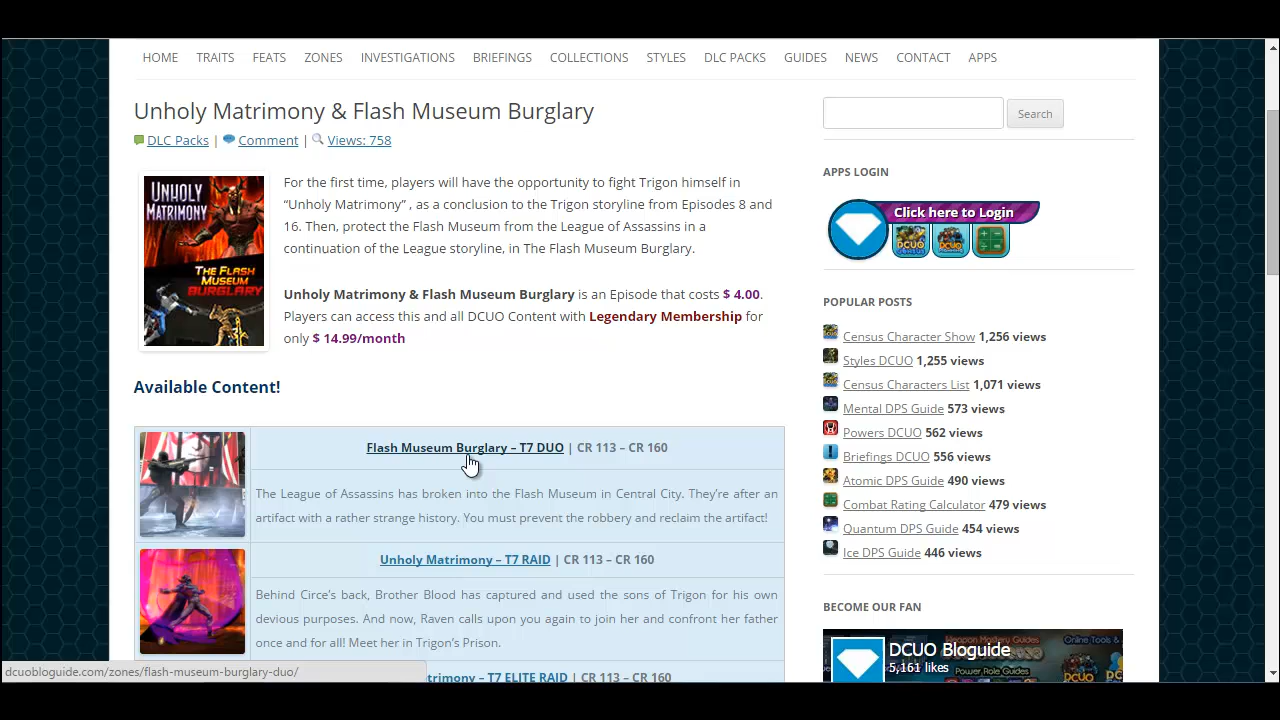 HOME TRAITS FEATS ZONES INVESTIGATIONS BRIEFINGS COLLECTIONS STYLES DLC PACKS GUIDES NEWS CONTACT APPS
Unholy Matrimony & Flash Museum Burglary
DLC Packs | Comment | Views: 758
UNHOLY
MATRIMONY
THE FLASH
MUSEUM
BURGLARY
For the first time, players will have the opportunity to fight Trigon himself in
“Unholy Matrimony” , as a conclusion to the Trigon storyline from Episodes 8 and
16. Then, protect the Flash Museum from the League of Assassins in a
continuation of the League storyline, in The Flash Museum Burglary.
Unholy Matrimony & Flash Museum Burglary is an Episode that costs $ 4.00.
Players can access this and all DCUO Content with Legendary Membership for
only $ 14.99/month
Available Content!
Flash Museum Burglary – T7 DUO | CR 113 – CR 160
The League of Assassins has broken into the Flash Museum in Central City. They’re after an
artifact with a rather strange history. You must prevent the robbery and reclaim the artifact!
Unholy Matrimony – T7 RAID | CR 113 – CR 160
Behind Circe’s back, Brother Blood has captured and used the sons of Trigon for his own
devious purposes. And now, Raven calls upon you again to join her and confront her father
once and for all! Meet her in Trigon’s Prison.
trimony – T7 ELITE RAID | CR 113 – CR 160
dcuobloguide.com/zones/flash-museum-burglary-duo/
Search
APPS LOGIN
Click here to Login
POPULAR POSTS
Census Character Show 1,256 views
Styles DCUO 1,255 views
Census Characters List 1,071 views
Mental DPS Guide 573 views
Powers DCUO 562 views
Briefings DCUO 556 views
Atomic DPS Guide 490 views
Combat Rating Calculator 479 views
Quantum DPS Guide 454 views
Ice DPS Guide 446 views
BECOME OUR FAN
DCUO Bloguide
5,161 likes
Weapon Mastery Guides
Online Tools &
Power Role Guides